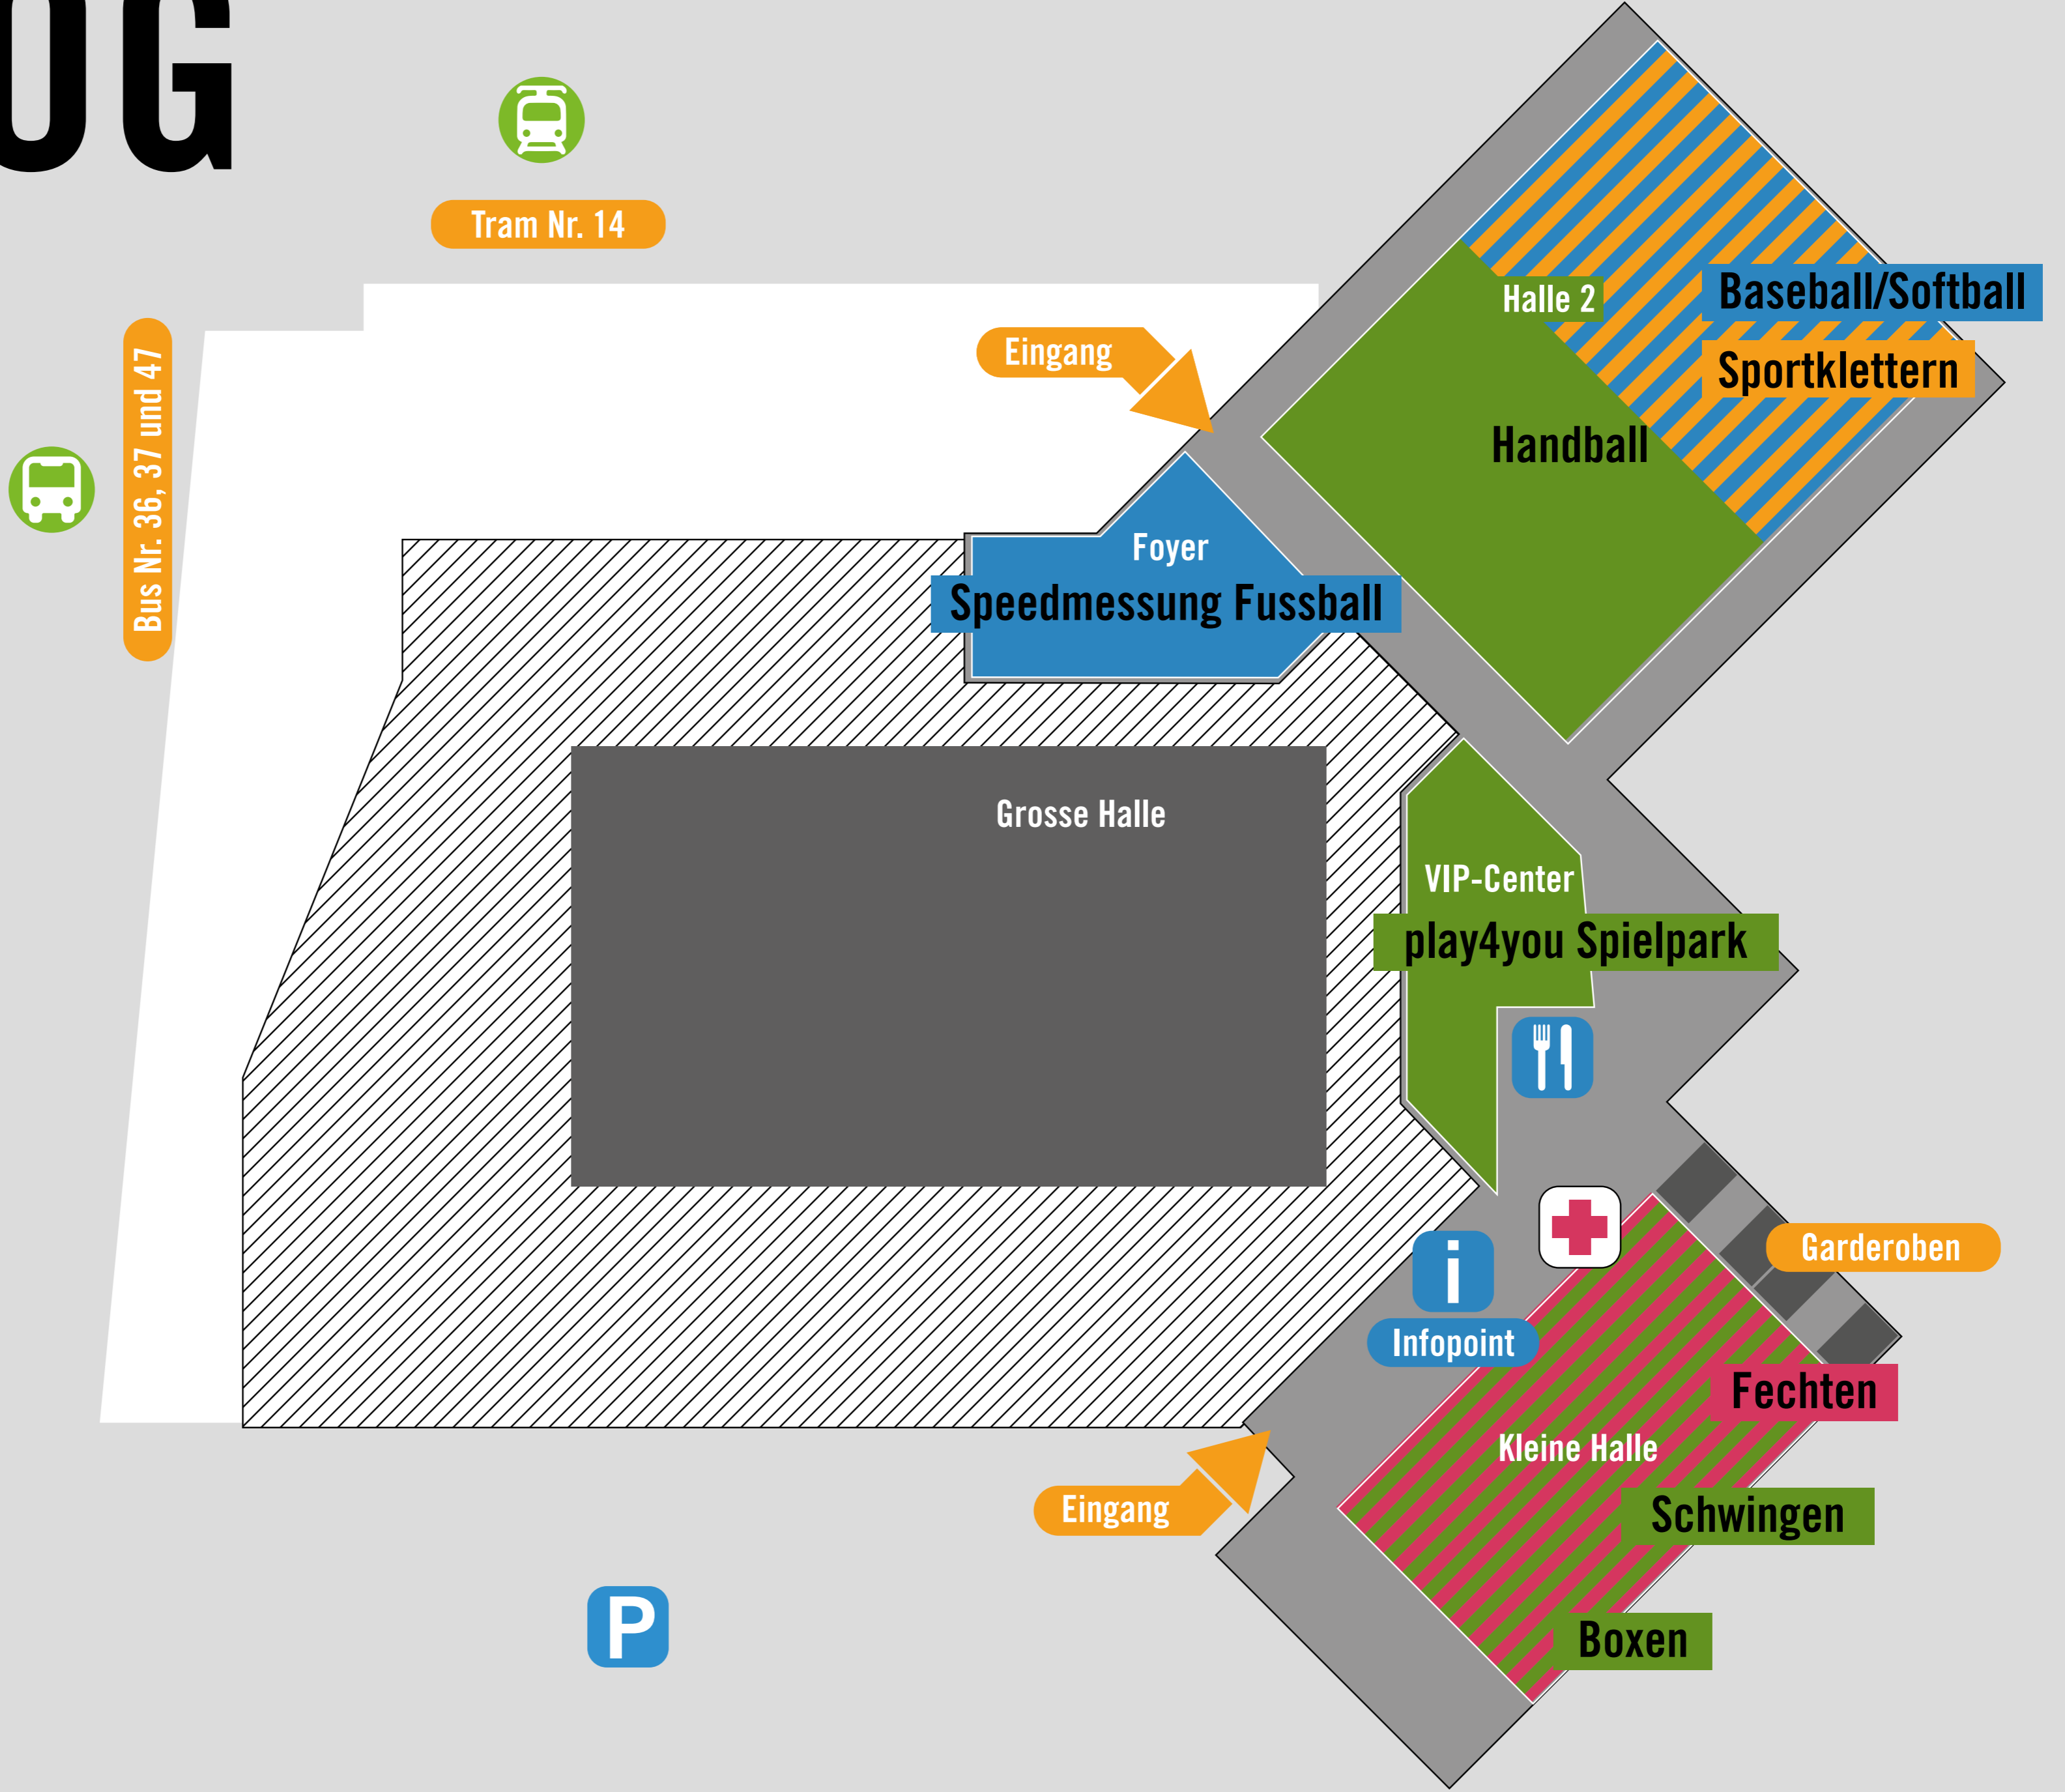 OG
Tram Nr. 14
Bus Nr. 36, 37 und 47
Eingang
Halle 2
Baseball/Softball
Sportklettern
Handball
Foyer
Speedmessung Fussball
Grosse Halle
VIP-Center
play4you Spielpark
Garderoben
i
Infopoint
Fechten
Kleine Halle
Schwingen
Eingang
Boxen
P